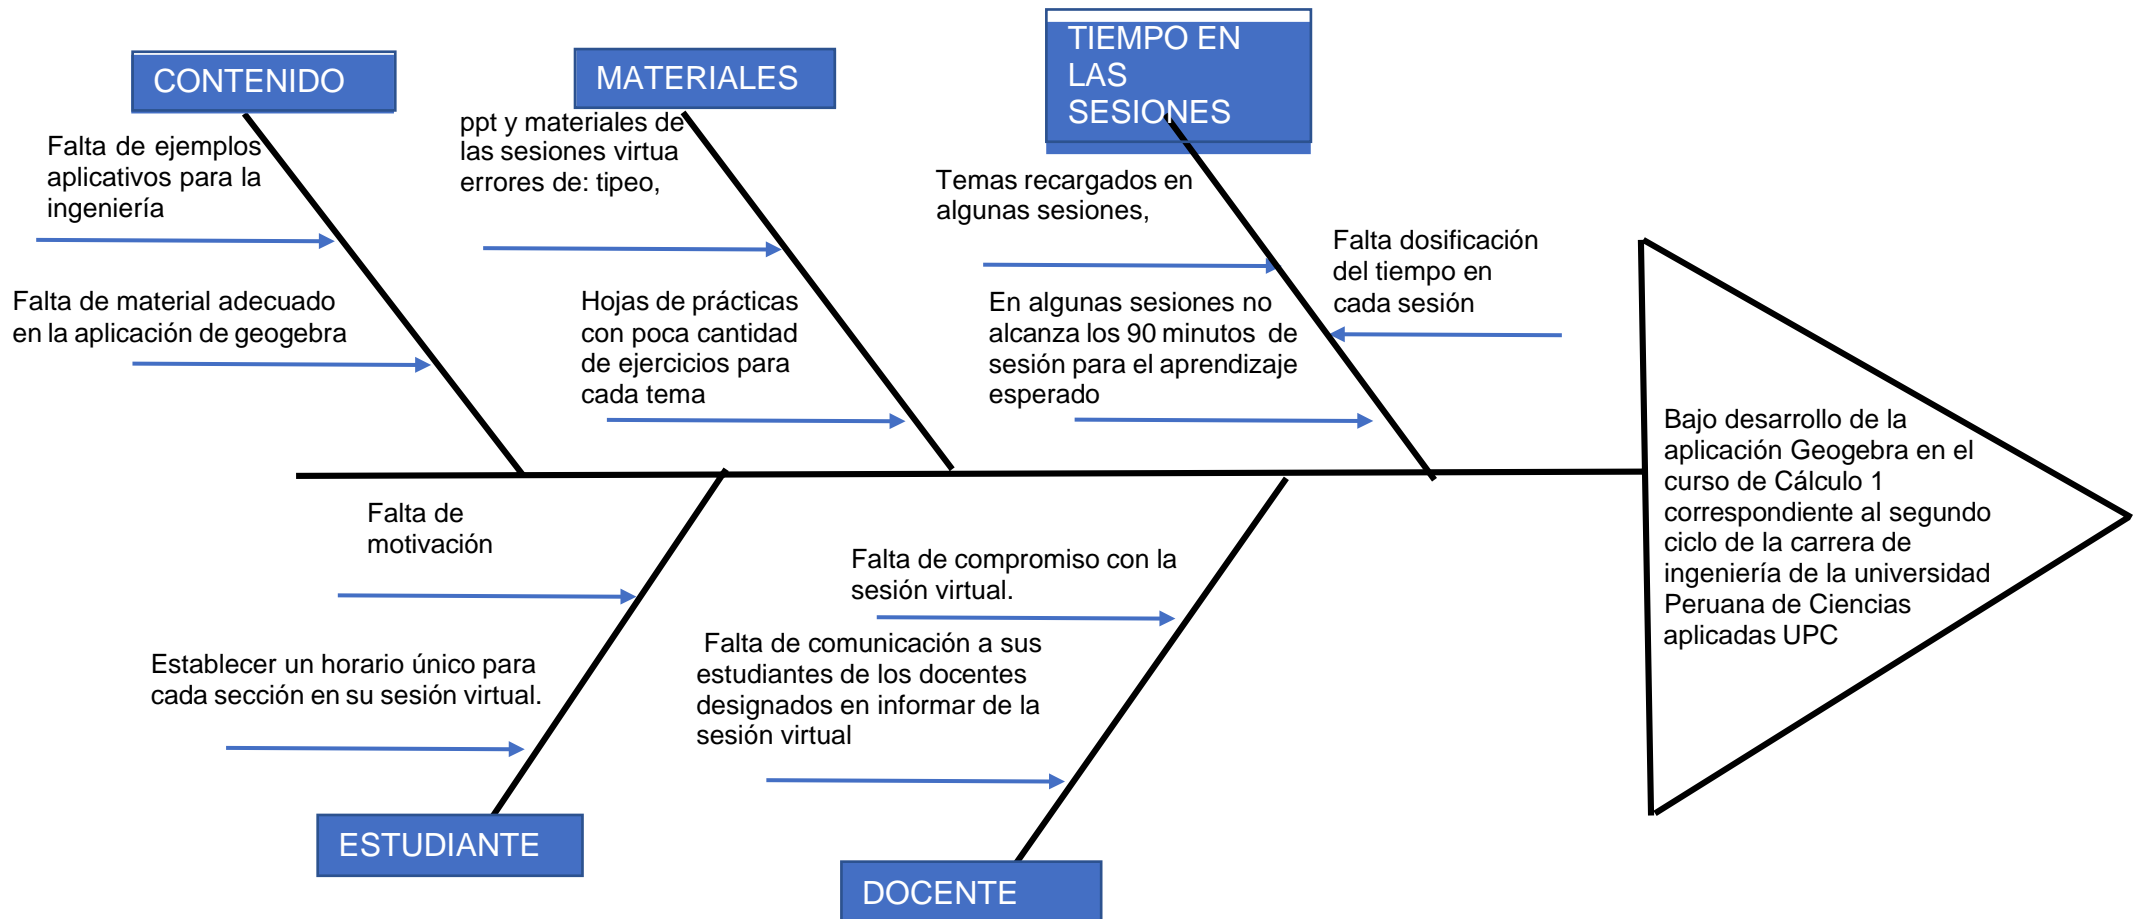 CONTENIDO
Falta de ejemplos
aplicativos para la
ingeniería
Falta de material adecuado
en la aplicación de geogebra
MATERIALES
ppt y materiales de
las sesiones virtua
errores de: tipeo,
Hojas de prácticas
con poca cantidad
de ejercicios para
cada tema
TIEMPO EN
LAS
SESIONES
Temas recargados en
algunas sesiones,
En algunas sesiones no
alcanza los 90 minutos de
sesión para el aprendizaje
esperado
Falta dosificación
del tiempo en
cada sesión
Bajo desarrollo de la
aplicación Geogebra en el
curso de Cálculo 1
correspondiente al segundo
ciclo de la carrera de
ingeniería de la universidad
Peruana de Ciencias
aplicadas UPC
Falta de
motivación
Establecer un horario único para
cada sección en su sesión virtual.
ESTUDIANTE
Falta de compromiso con la
sesión virtual.
Falta de comunicación a sus
estudiantes de los docentes
designados en informar de la
sesión virtual
DOCENTE